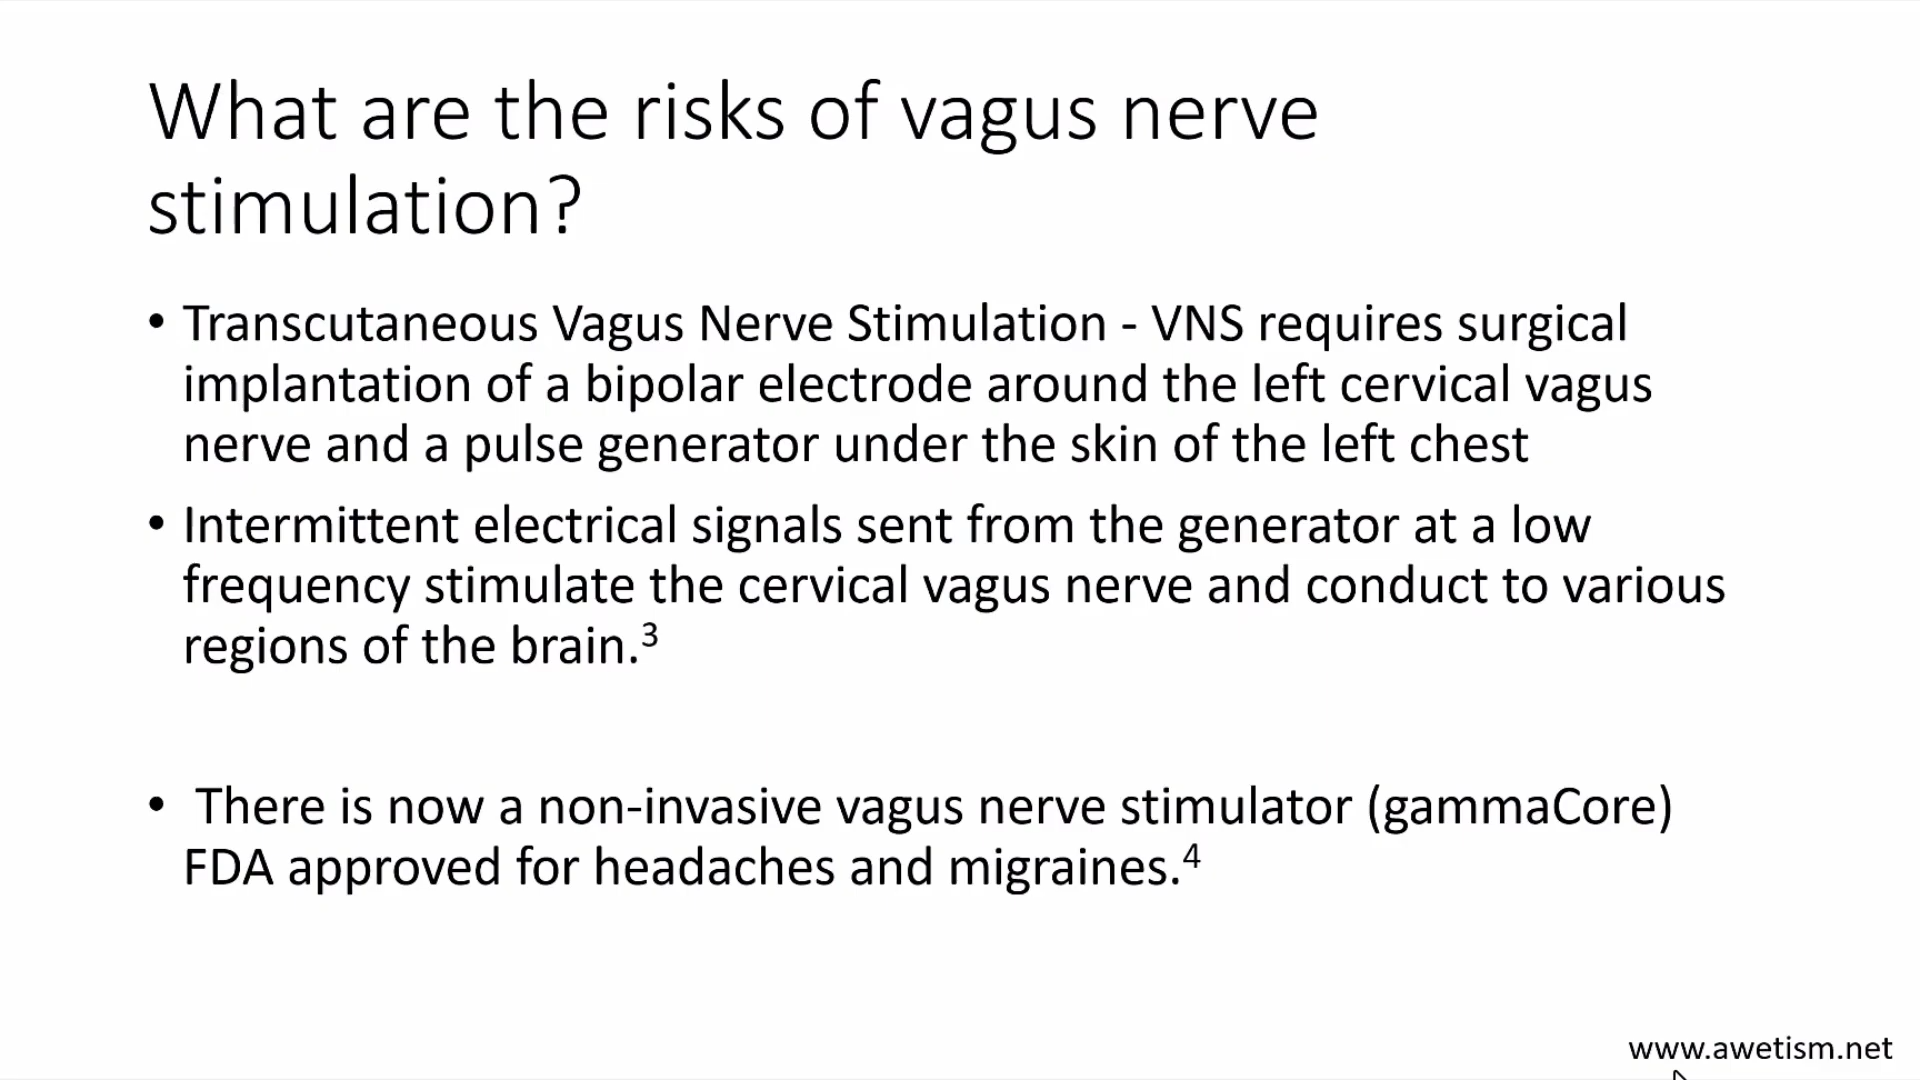 What are the risks of vagus nerve
stimulation?
• Transcutaneous Vagus Nerve Stimulation - VNS requires surgical
implantation of a bipolar electrode around the left cervical vagus
nerve and a pulse generator under the skin of the left chest
• Intermittent electrical signals sent from the generator at a low
frequency stimulate the cervical vagus nerve and conduct to various
regions of the brain.³
• There is now a non-invasive vagus nerve stimulator (gammaCore)
FDA approved for headaches and migraines.⁴
www.awetism.net